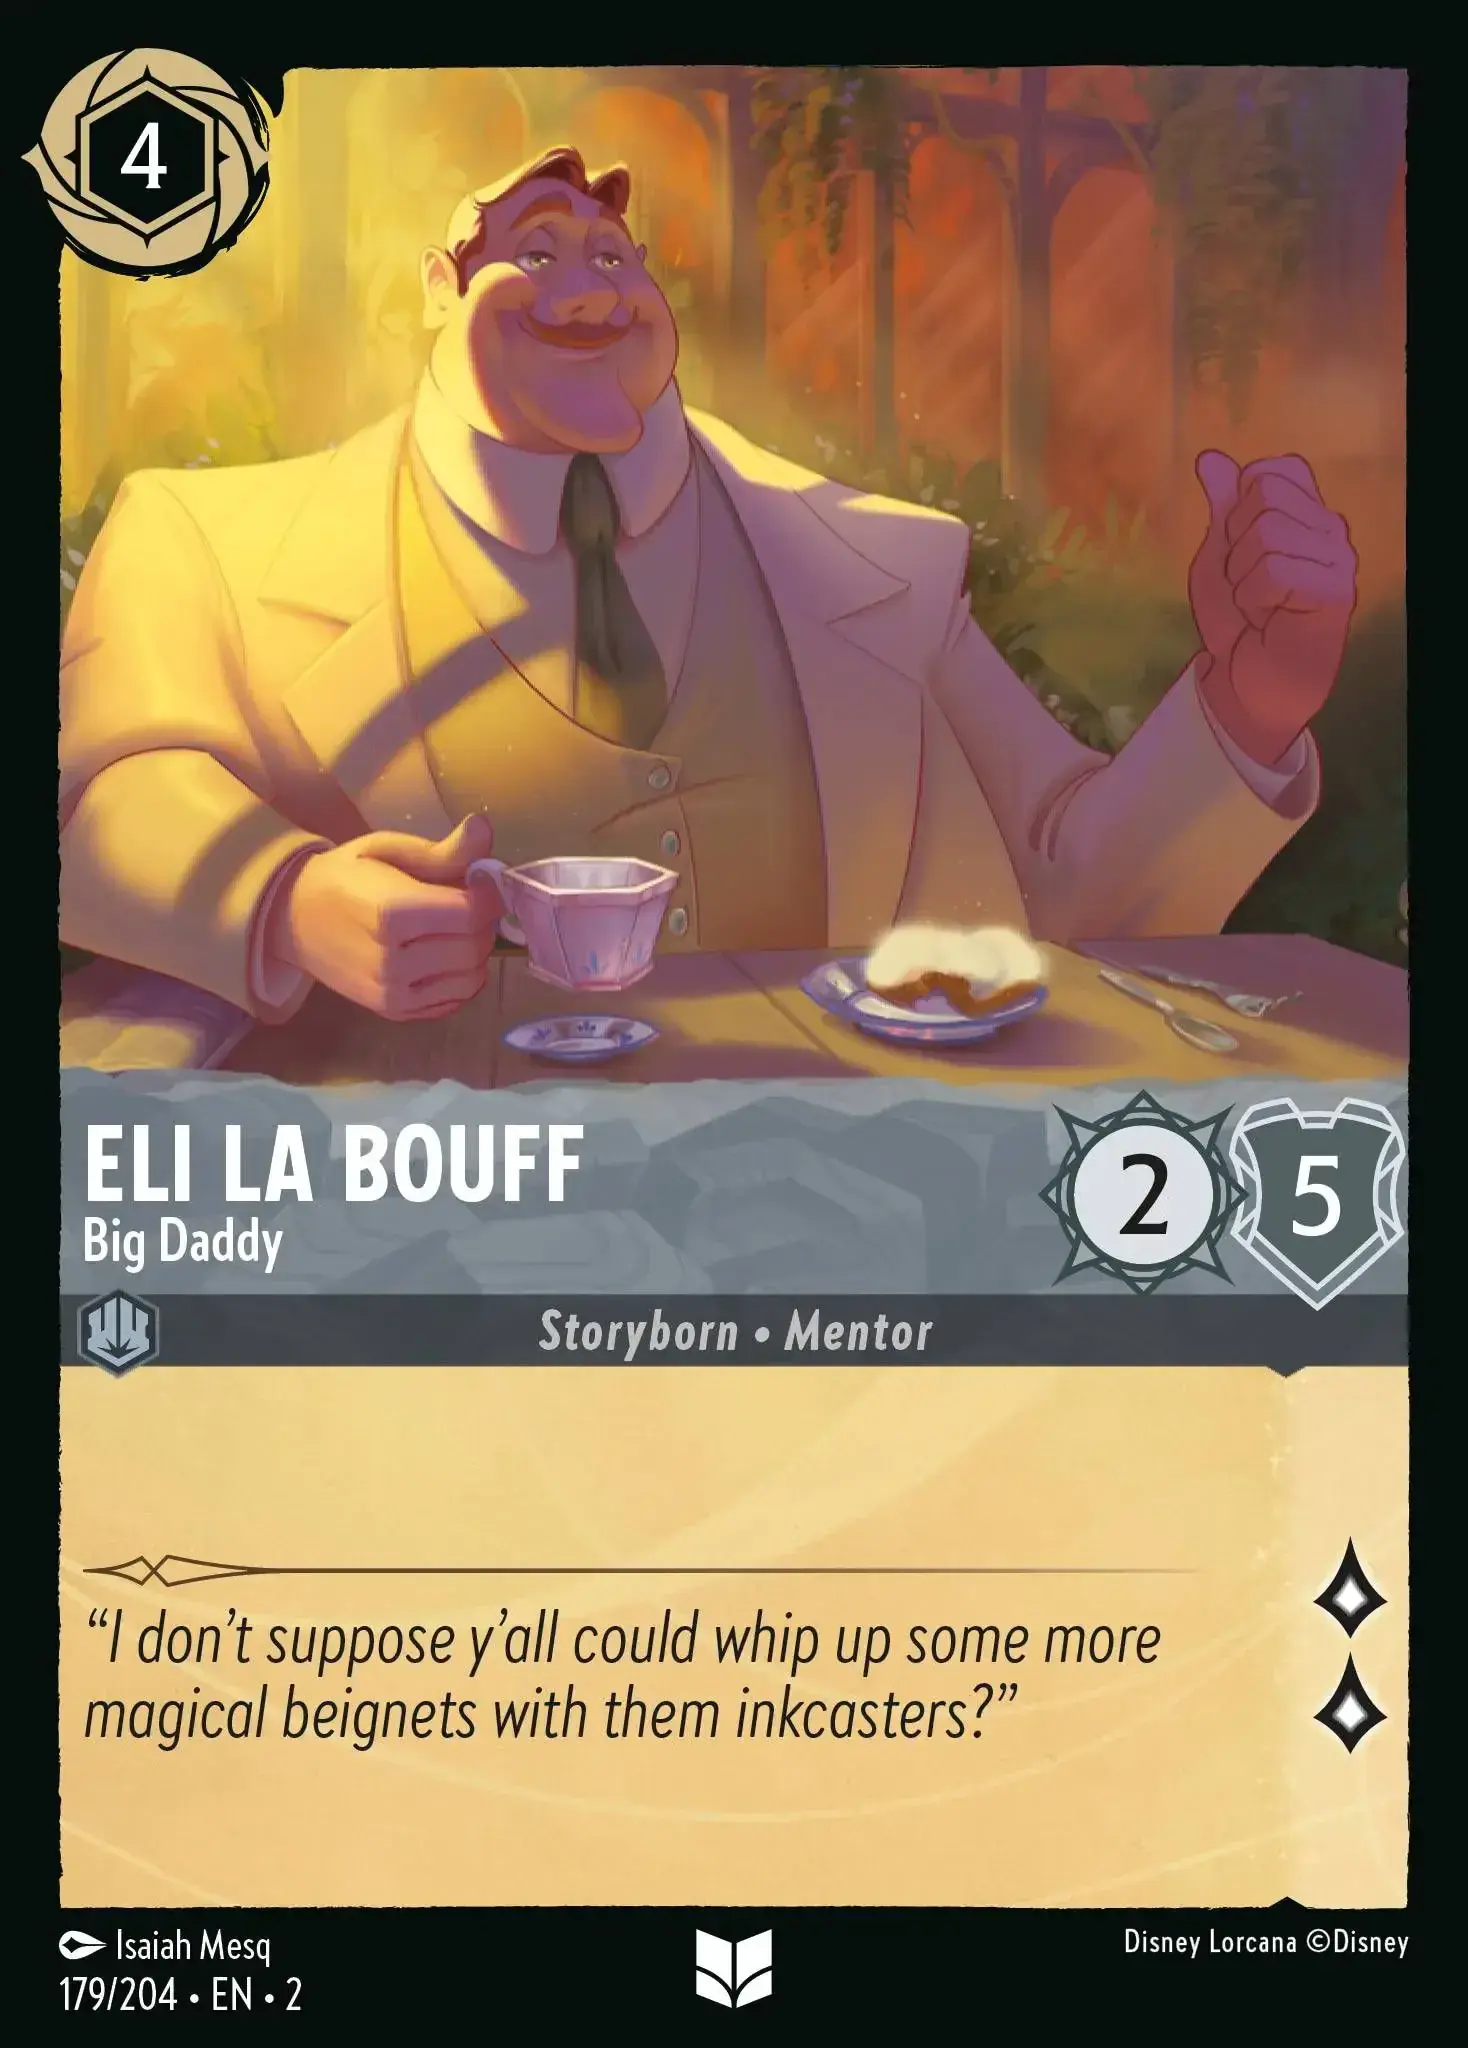 4
ELI LA BOUFF
Big Daddy
2
5
Storyborn • Mentor
“I don’t suppose y’all could whip up some more
magical beignets with them inkcasters?”
Isaiah Mesq
179/204 • EN • 2
Disney Lorcana ©Disney